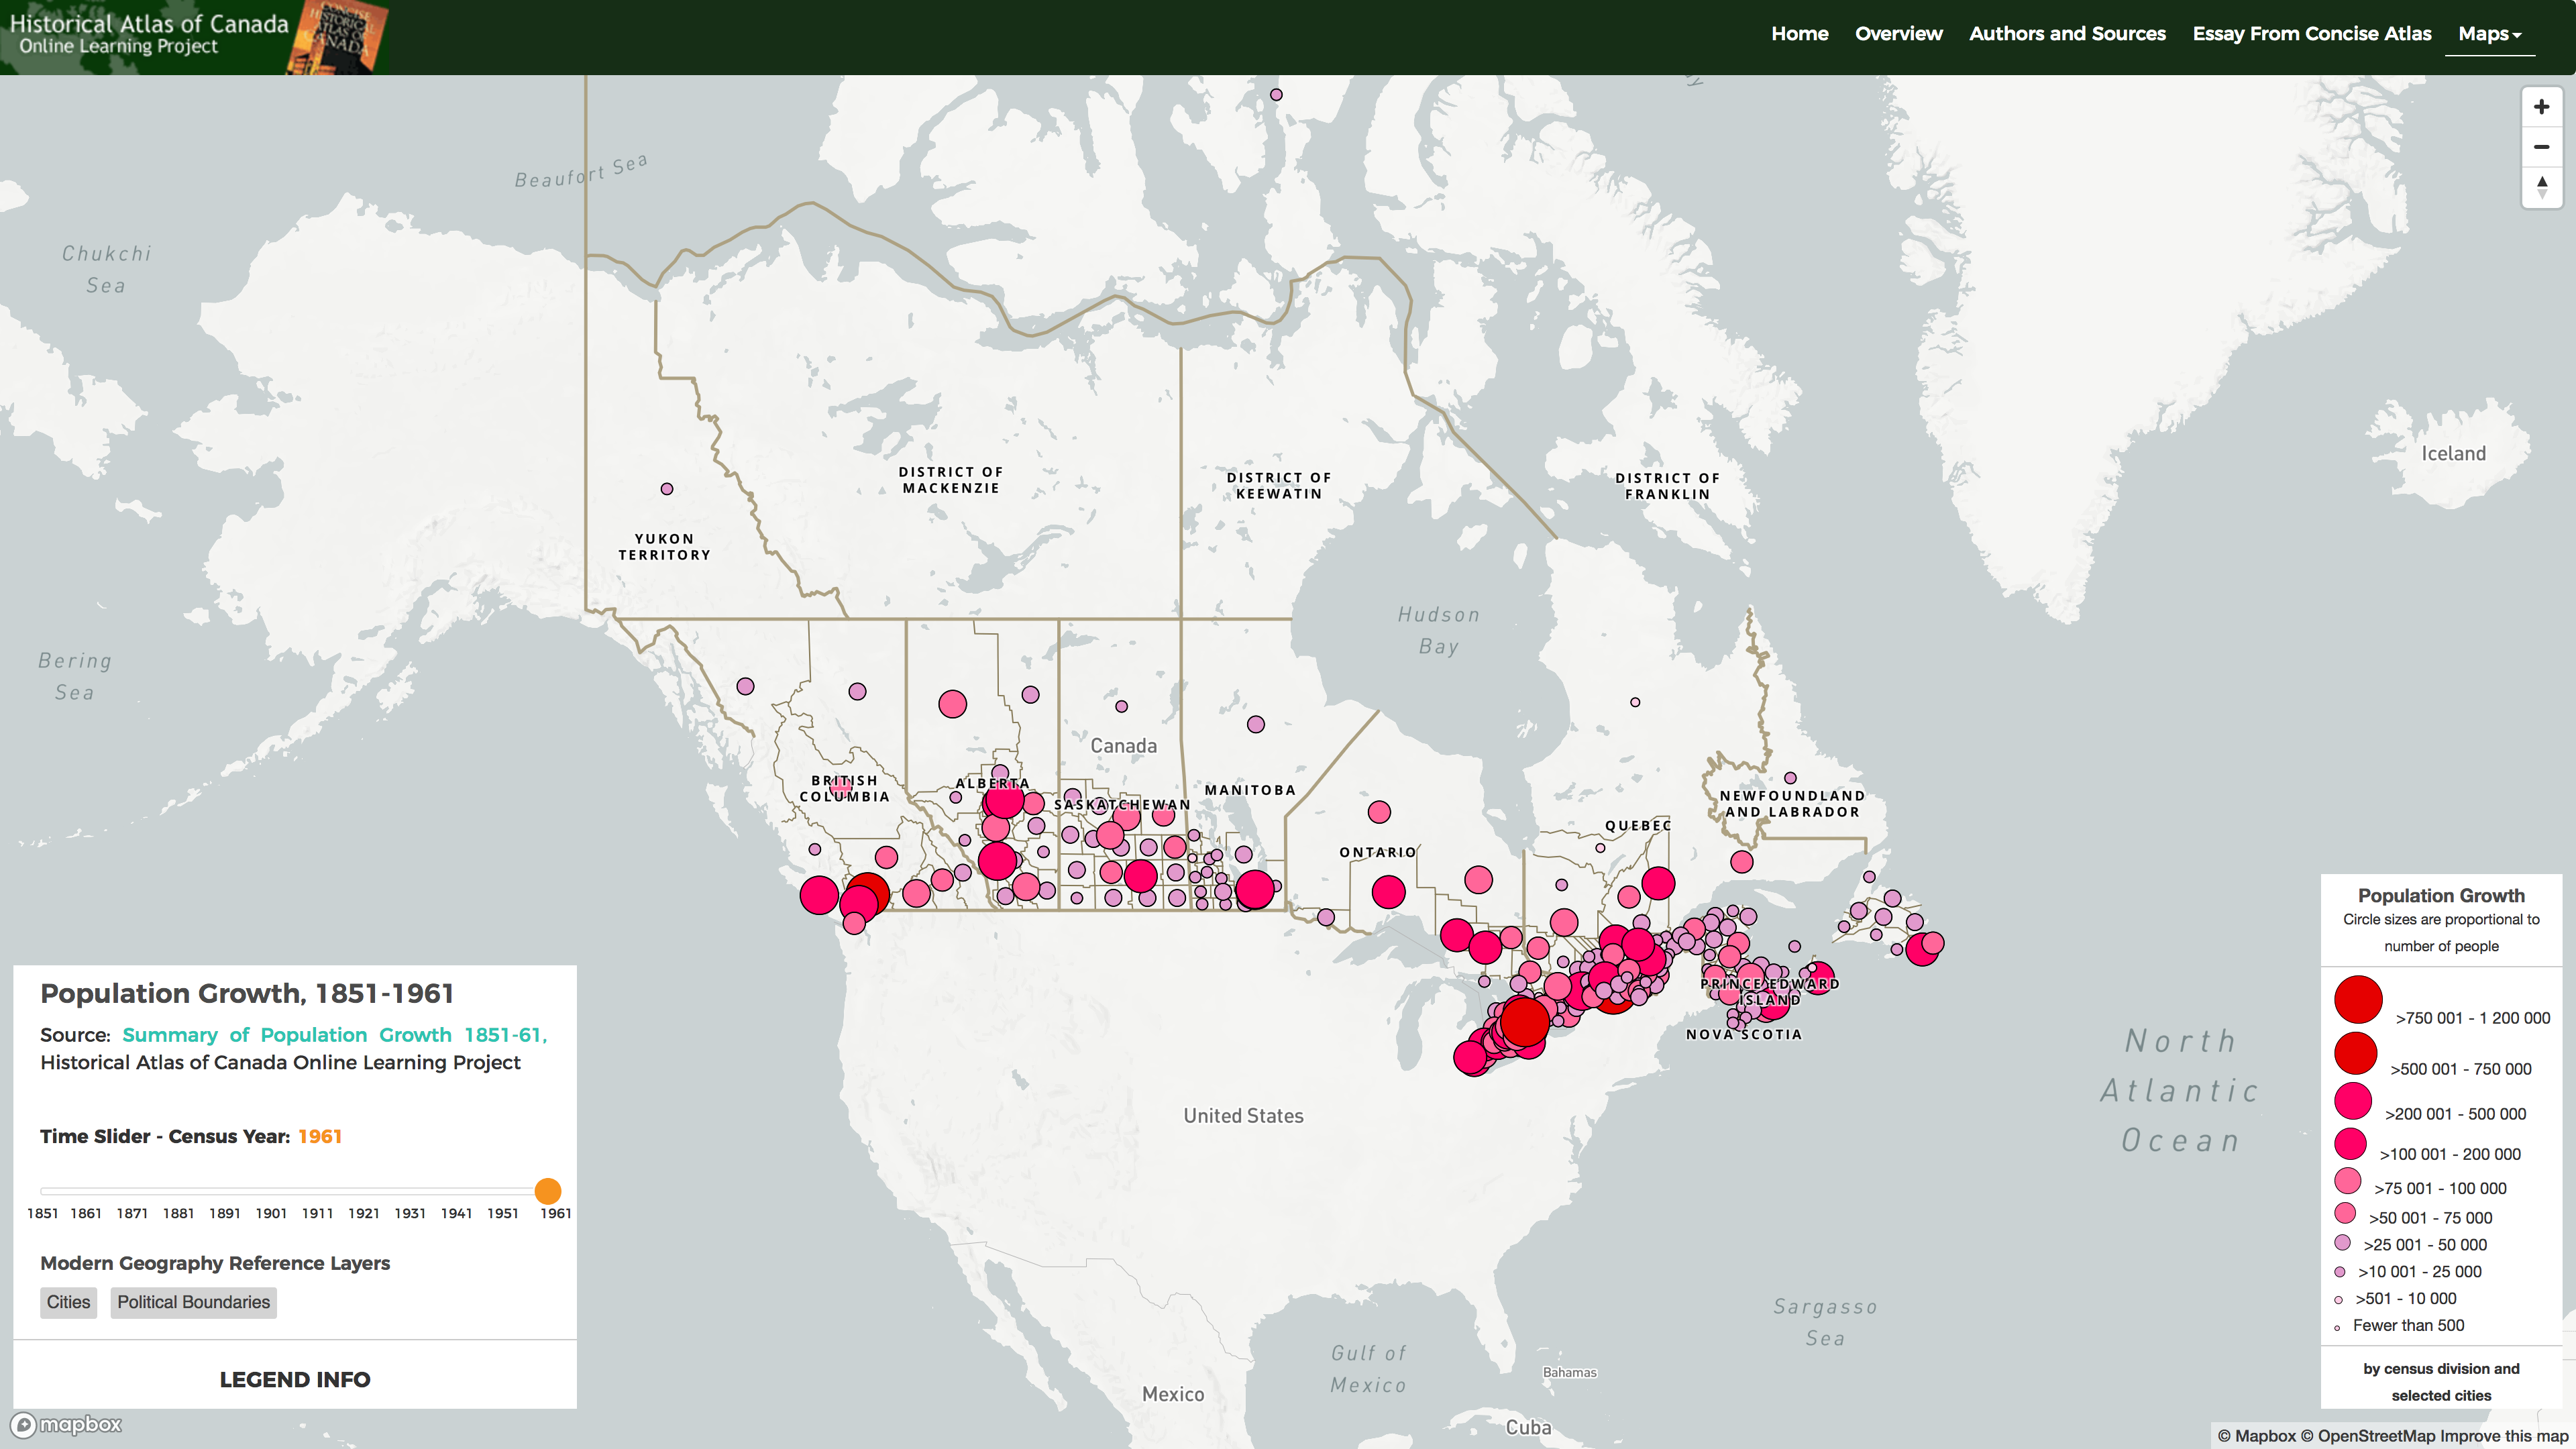 Historical Atlas of Canada
Online Learning Project
CONCISE
HISTORICAL
ATLAS OF
CANADA
Home
Overview
Authors and Sources
Essay From Concise Atlas
Maps
Beaufort Sea
Chukchi
Sea
Bering
Sea
Iceland
DISTRICT OF
MACKENZIE
DISTRICT OF
KEEWATIN
DISTRICT OF
FRANKLIN
YUKON
TERRITORY
Hudson
Bay
Canada
BRITISH
COLUMBIA
ALBERTA
SASKATCHEWAN
MANITOBA
ONTARIO
QUEBEC
NEWFOUNDLAND
AND LABRADOR
PRINCE EDWARD
ISLAND
NOVA SCOTIA
United States
North
Atlantic
Ocean
Sargasso
Sea
Gulf of
Mexico
Bahamas
Mexico
Cuba
Population Growth, 1851-1961
Source: Summary of Population Growth 1851-61,
Historical Atlas of Canada Online Learning Project
Time Slider - Census Year: 1961
1851 1861 1871 1881 1891 1901 1911 1921 1931 1941 1951 1961
Modern Geography Reference Layers
Cities
Political Boundaries
LEGEND INFO
mapbox
Population Growth
Circle sizes are proportional to
number of people
>750 001 - 1 200 000
>500 001 - 750 000
>200 001 - 500 000
>100 001 - 200 000
>75 001 - 100 000
>50 001 - 75 000
>25 001 - 50 000
>10 001 - 25 000
>501 - 10 000
Fewer than 500
by census division and
selected cities
© Mapbox © OpenStreetMap Improve this map